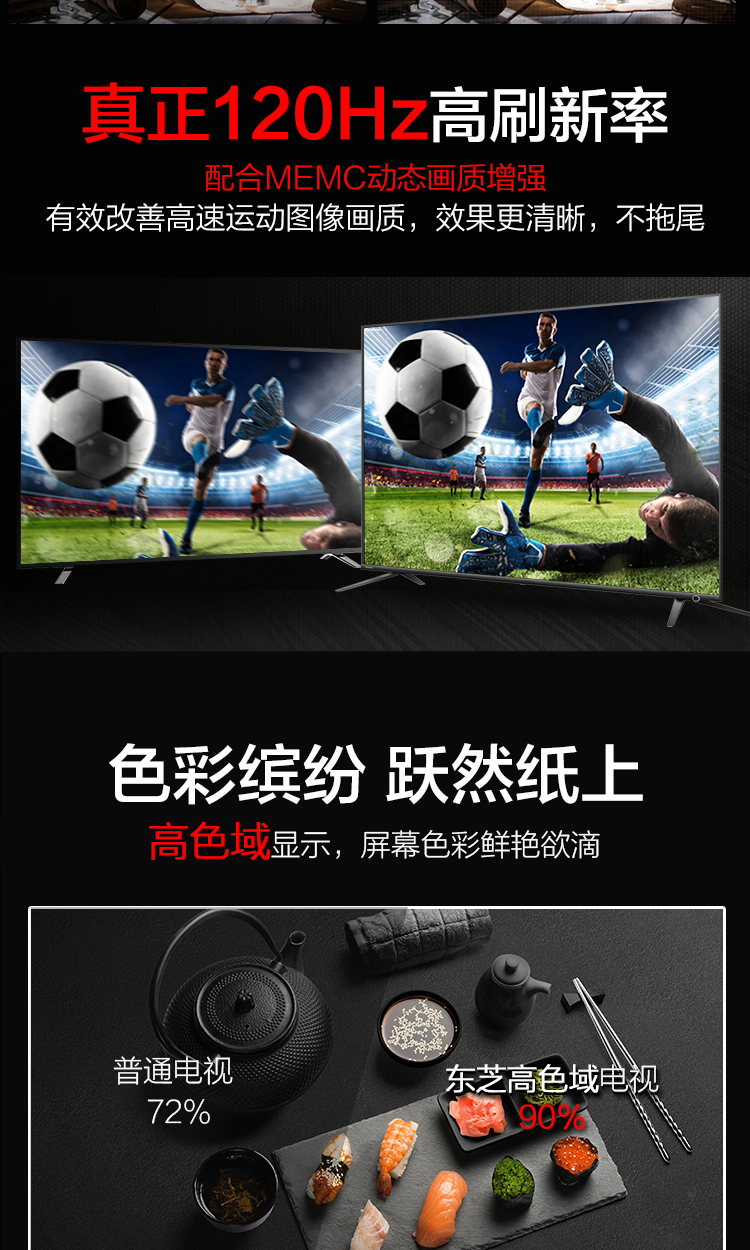 真正120Hz高刷新率
配合MEMC动态画质增强
有效改善高速运动图像画质，效果更清晰，不拖尾
色彩缤纷 跃然纸上
高色域显示，屏幕色彩鲜艳欲滴
普通电视
72%
东芝高色域电视
90%